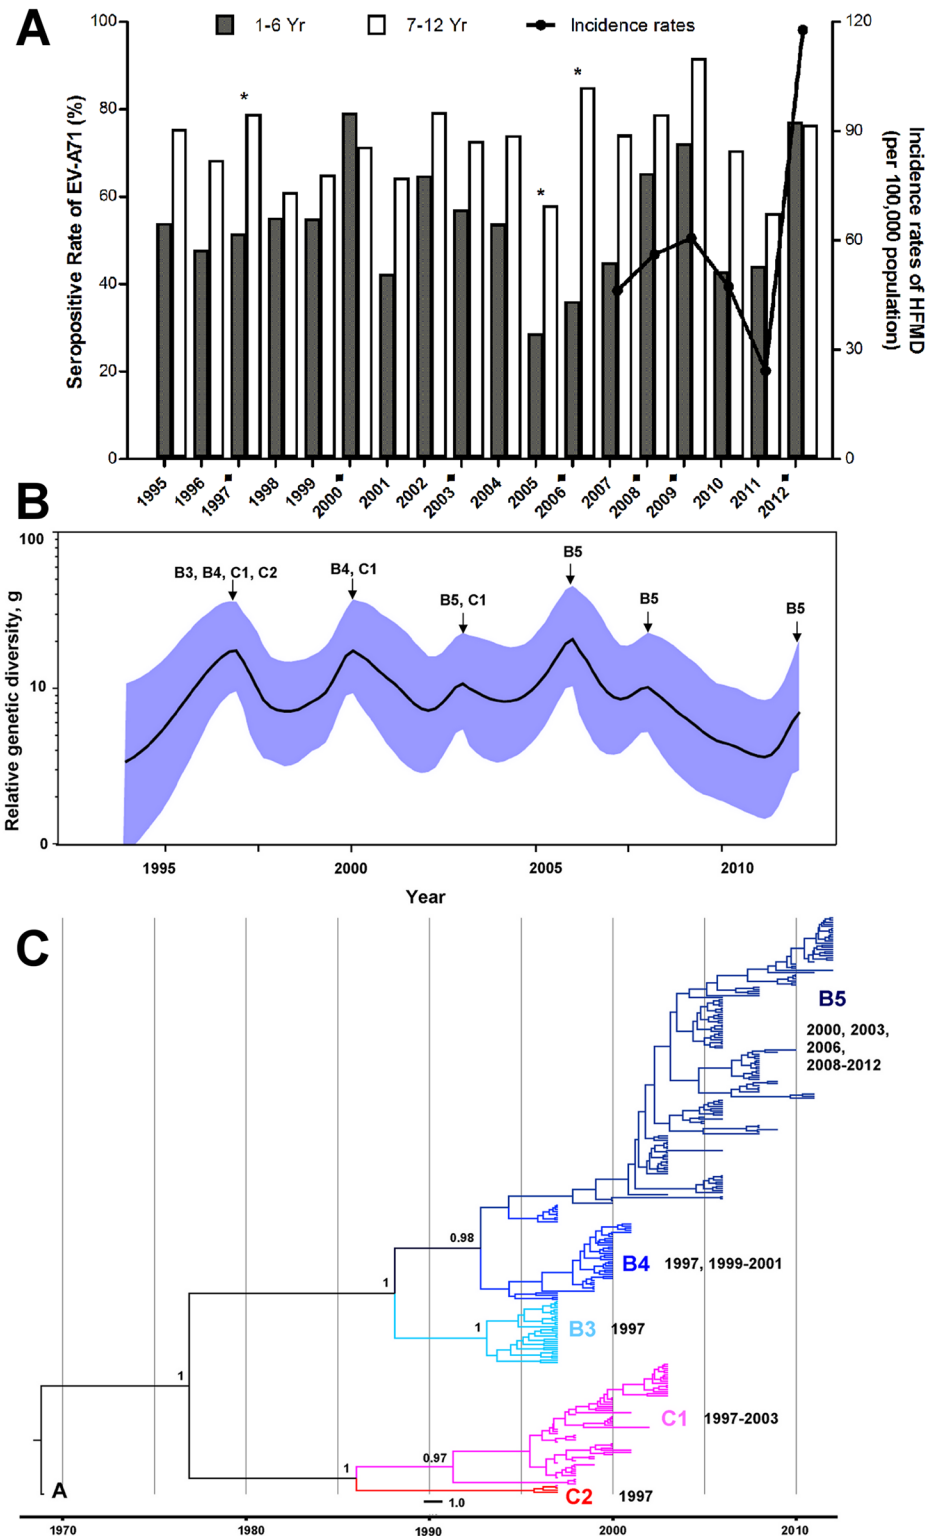 A
1-6 Yr 7-12 Yr Incidence rates
Seropositive Rate of EV-A71 (%)
100
80
60
40
20
0
*
*
*
120
90
60
30
0
Incidence rates of HFMD
(per 100,000 population)
1995 1996 1997 1998 1999 2000 2001 2002 2003 2004 2005 2006 2007 2008 2009 2010 2011 2012
B
Relative genetic diversity, g
100
10
0
B3, B4, C1, C2
B4, C1
B5, C1
B5
B5
B5
1995 2000 2005 2010
Year
C
B5
2000, 2003,
2006,
2008-2012
0.98
B4 1997, 1999-2001
1
1
B3 1997
1
C1 1997-2003
0.97
1
A
C2 1997
1.0
1970 1980 1990 2000 2010